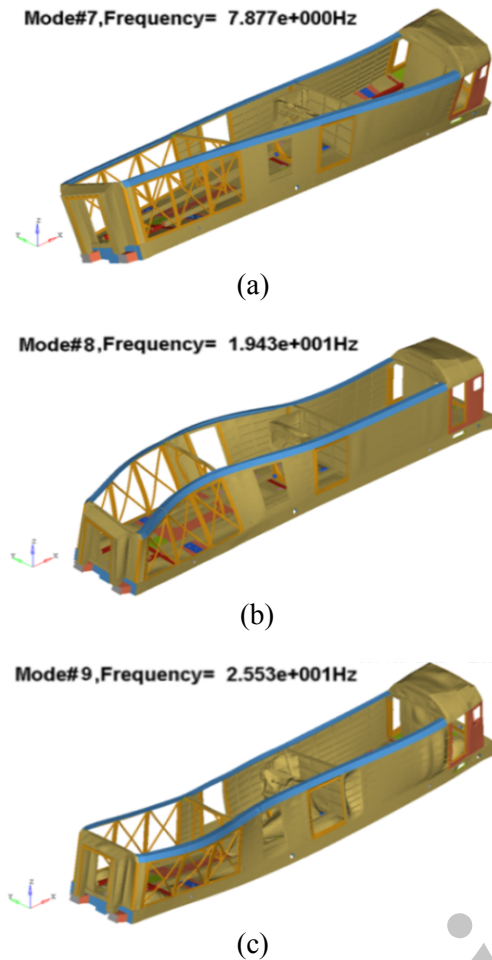 Mode#7,Frequency= 7.877e+000Hz
(a)
Mode#8,Frequency= 1.943e+001Hz
(b)
Mode#9,Frequency= 2.553e+001Hz
(c)